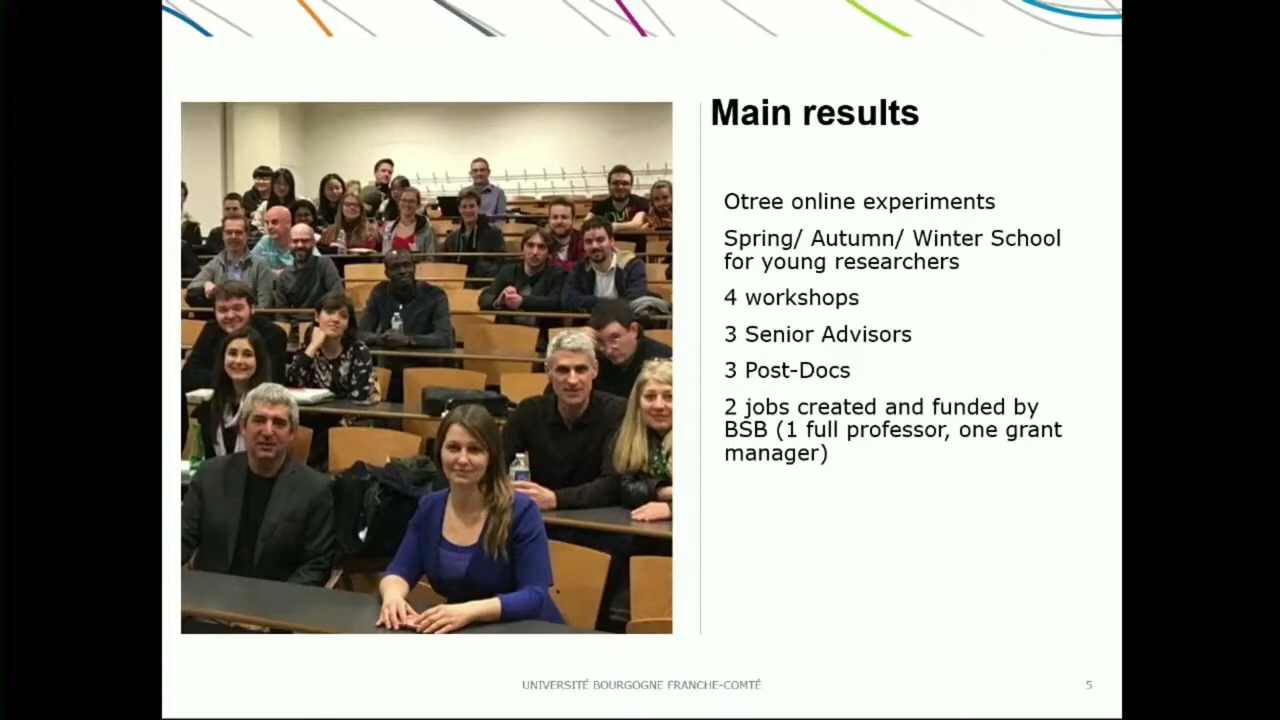 Main results
Otree online experiments
Spring/ Autumn/ Winter School
for young researchers
4 workshops
3 Senior Advisors
3 Post-Docs
2 jobs created and funded by
BSB (1 full professor, one grant
manager)
UNIVERSITÉ BOURGOGNE FRANCHE-COMTÉ
5